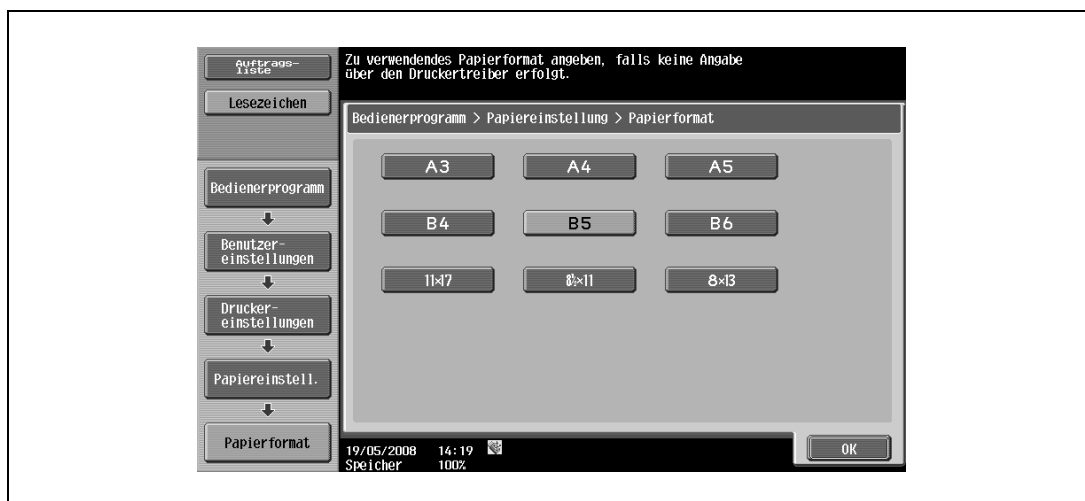 Auftrags-
liste
Lesezeichen
Zu verwendendes Papierformat angeben, falls keine Angabe
über den Druckertreiber erfolgt.
Bedienerprogramm > Papiereinstellung > Papierformat
A3 A4 A5
B4 B5 B6
11×17 8½×11 8×13
Bedienerprogramm
Benutzer-
einstellungen
Drucker-
einstellungen
Papiereinstell.
Papierformat
19/05/2008 14:19
Speicher 100%
OK